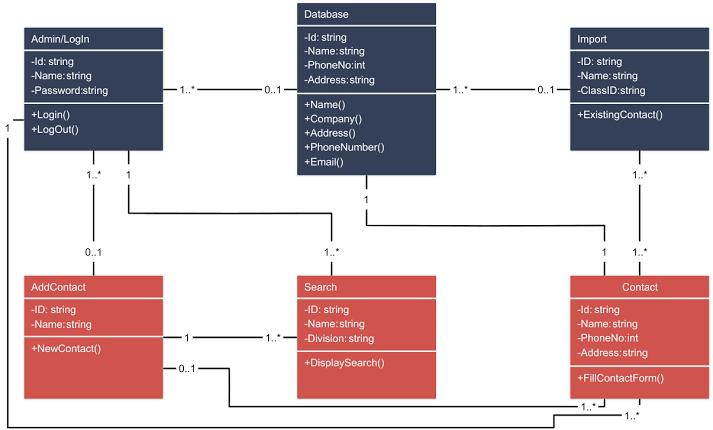 Admin/LogIn
-Id: string
-Name:string
-Password:string
+Login()
+LogOut()
Database
-Id: string
-Name:string
-PhoneNo:int
-Address:string
+Name()
+Company()
+Address()
+PhoneNumber()
+Email()
Import
-ID: string
-Name:string
-ClassID:string
+ExistingContact()
1..*
0..1
1..*
0..1
1
1..*
1
1
1..*
0..1
1..*
1
1..*
AddContact
-ID: string
-Name:string
+NewContact()
Search
-ID: string
-Name:string
-Division: string
+DisplaySearch()
Contact
-Id: string
-Name:string
-PhoneNo:int
-Address:string
+FillContactForm()
1
1..*
0..1
1..*
1..*